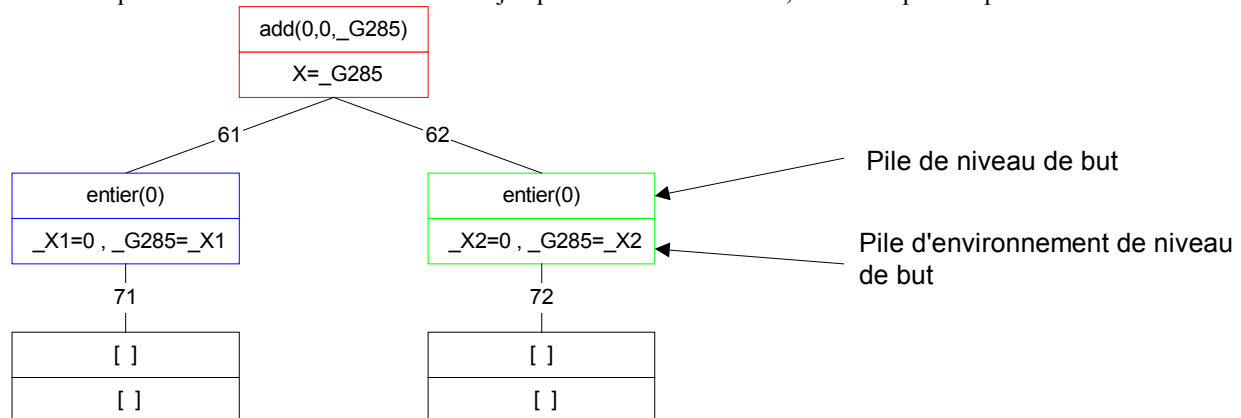 add(0,0,_G285)
X=_G285
61
62
Pile de niveau de but
entier(0)
entier(0)
_X1=0 , _G285=_X1
_X2=0 , _G285=_X2
Pile d'environnement de niveau
de but
71
72
[ ]
[ ]
[ ]
[ ]